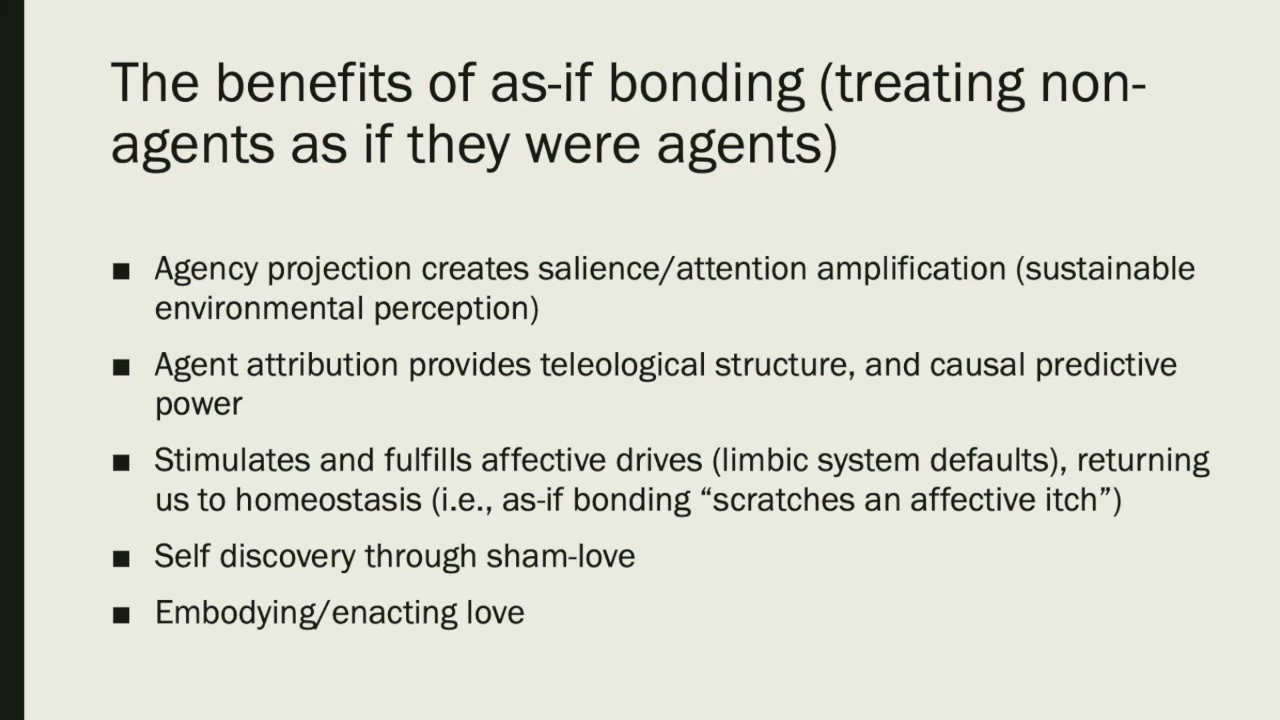 The benefits of as-if bonding (treating non-
agents as if they were agents)
■ Agency projection creates salience/attention amplification (sustainable
environmental perception)
■ Agent attribution provides teleological structure, and causal predictive
power
■ Stimulates and fulfills affective drives (limbic system defaults), returning
us to homeostasis (i.e., as-if bonding “scratches an affective itch”)
■ Self discovery through sham-love
■ Embodying/enacting love